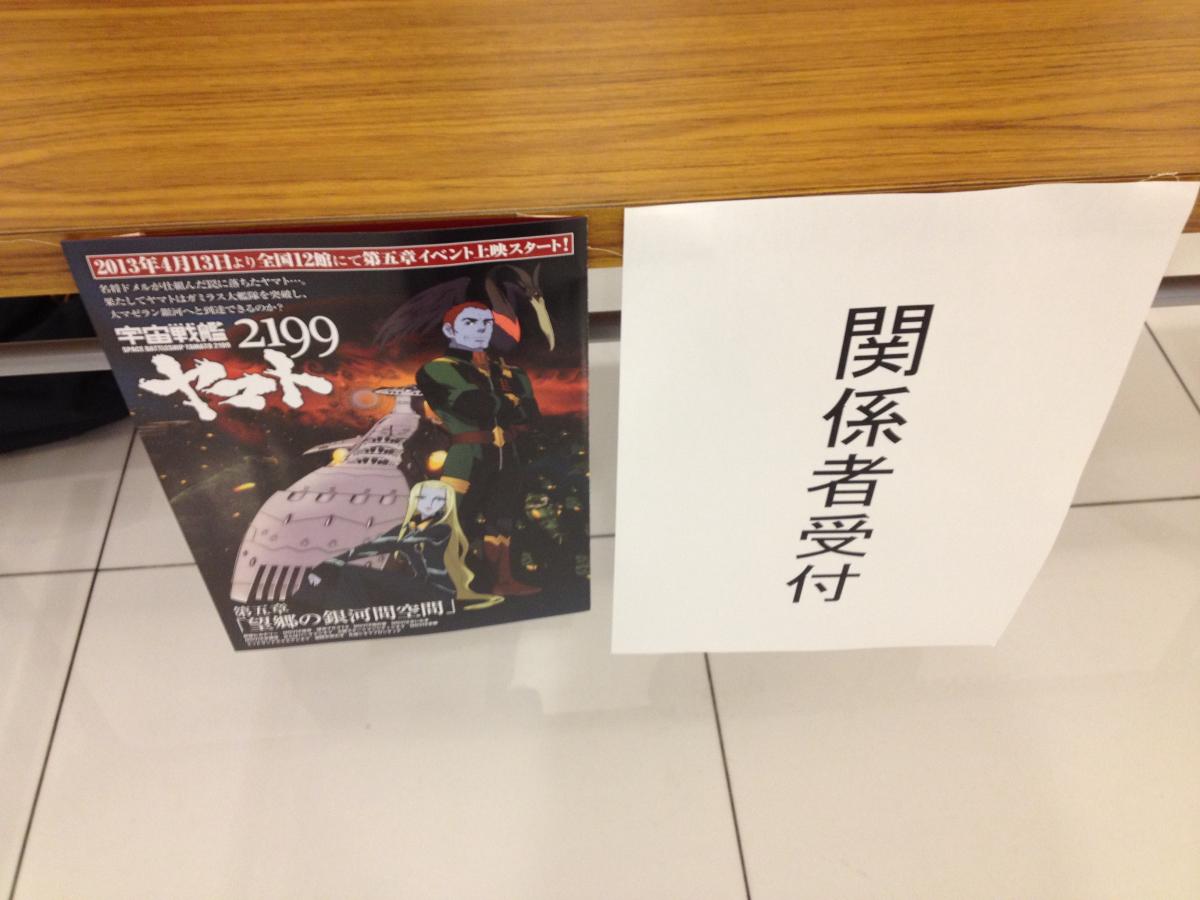 2013年4月13日より全国12館にて第五章イベント上映スタート!
名将ドメルが仕組んだ罠に落ちたヤマト…。
果たしてヤマトはガミラス大艦隊を突破し、
大マゼラン銀河へと到達できるのか?
宇宙戦艦
SPACE BATTLESHIP YAMATO 2199
2199
ヤマト
第五章
「望郷の銀河間空間」
関係者受付